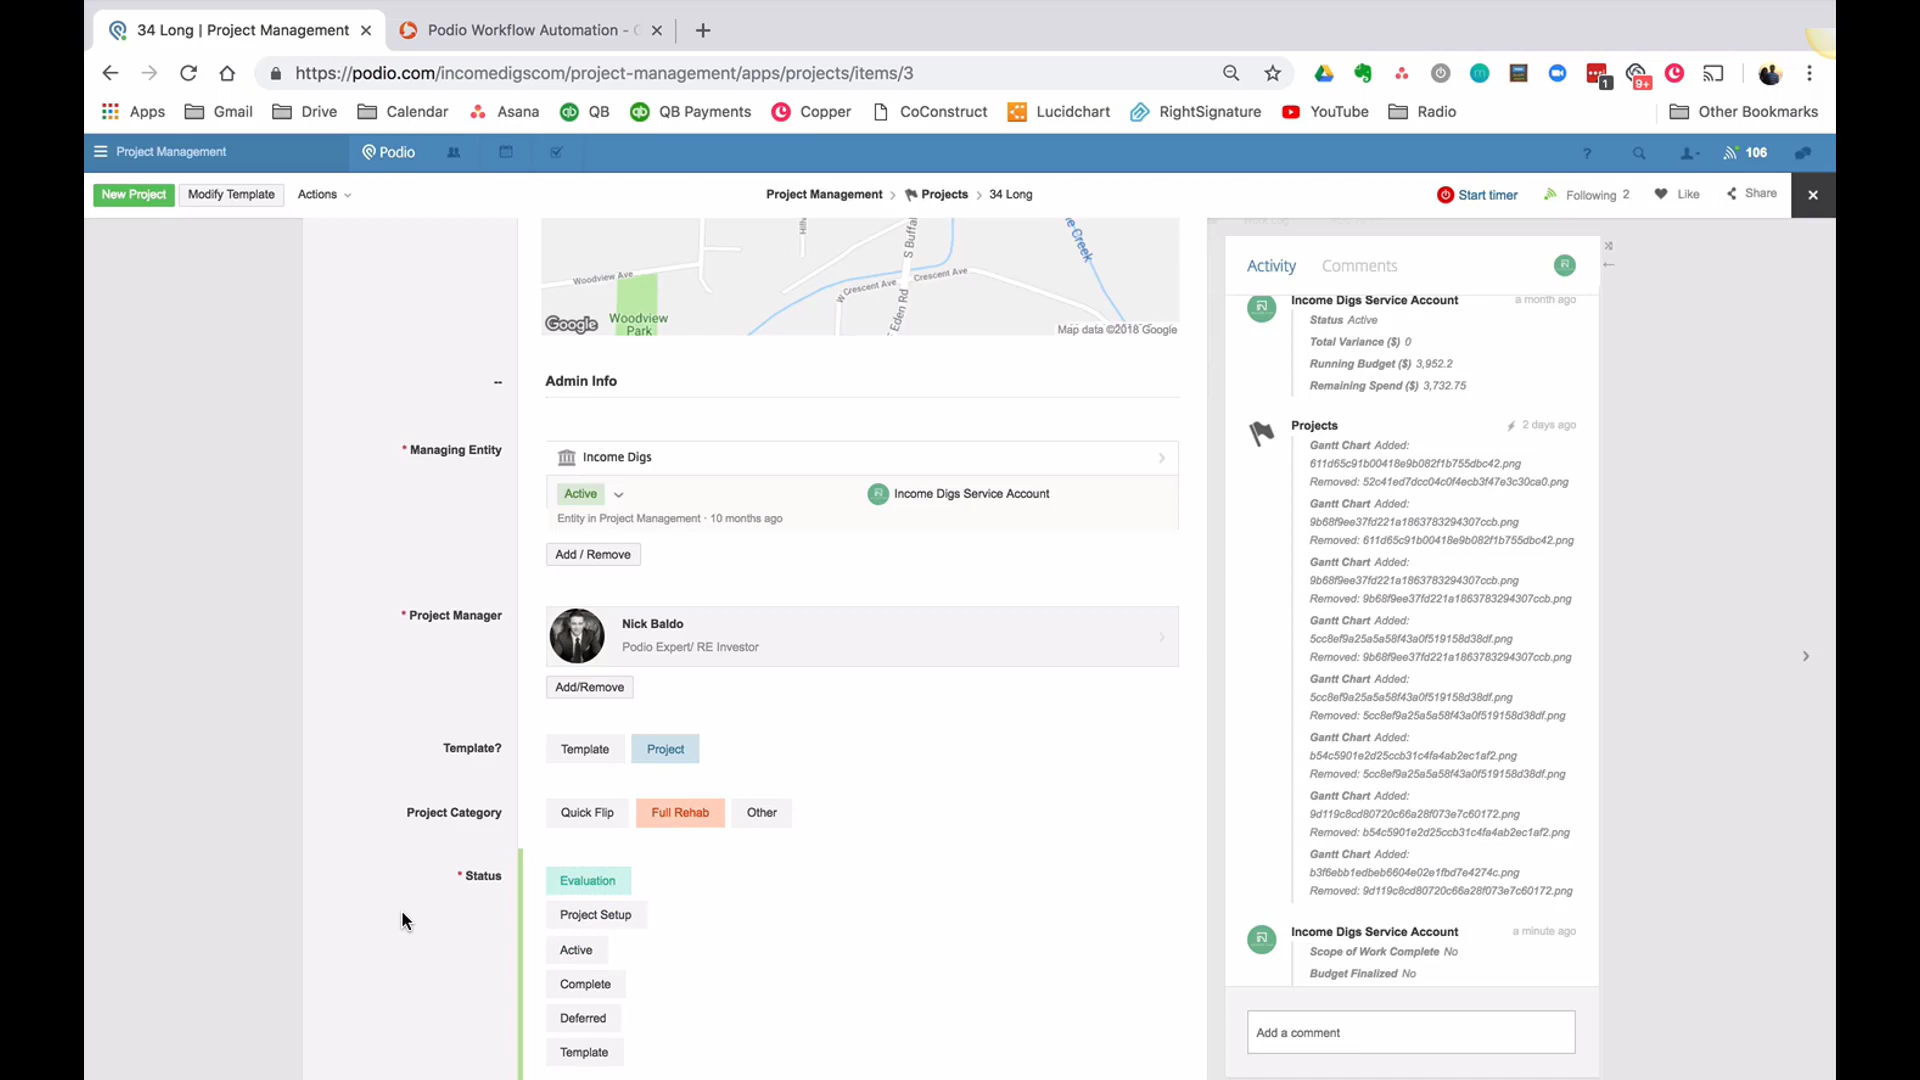 34 Long | Project Management
Podio Workflow Automation -
https://podio.com/incomedigscom/project-management/apps/projects/items/3
1
9+
Apps Gmail Drive Calendar Asana QB QB Payments Copper CoConstruct Lucidchart RightSignature YouTube Radio Other Bookmarks
Project Management Podio ? 106
New Project Modify Template Actions Project Management > Projects > 34 Long Start timer Following 2 Like Share
Woodview Ave
Woodview
Park
S Buffa
Eden Rd
W Crescent Ave
Crescent Ave
Creek
Google
Map data ©2018 Google
-- Admin Info
* Managing Entity
Income Digs
Active Income Digs Service Account
Entity in Project Management · 10 months ago
Add / Remove
* Project Manager
Nick Baldo
Podio Expert/ RE Investor
Add/Remove
Template? Template Project
Project Category Quick Flip Full Rehab Other
* Status Evaluation
Project Setup
Active
Complete
Deferred
Template
Activity Comments
Income Digs Service Account a month ago
Status Active
Total Variance ($) 0
Running Budget ($) 3,952.2
Remaining Spend ($) 3,732.75
Projects 2 days ago
Gantt Chart Added:
611d65c91b00418e9b082f1b755dbc42.png
Removed: 52c41ed7dcc04c0f4ecb3f47e3c30ca0.png
Gantt Chart Added:
9b68f9ee37fd221a1863783294307ccb.png
Removed: 611d65c91b00418e9b082f1b755dbc42.png
Gantt Chart Added:
9b68f9ee37fd221a1863783294307ccb.png
Removed: 9b68f9ee37fd221a1863783294307ccb.png
Gantt Chart Added:
5cc8ef9a25a5a58f43a0f519158d38df.png
Removed: 9b68f9ee37fd221a1863783294307ccb.png
Gantt Chart Added:
5cc8ef9a25a5a58f43a0f519158d38df.png
Removed: 5cc8ef9a25a5a58f43a0f519158d38df.png
Gantt Chart Added:
b54c5901e2d25ccb31c4fa4ab2ec1af2.png
Removed: 5cc8ef9a25a5a58f43a0f519158d38df.png
Gantt Chart Added:
9d119c8cd80720c66a28f073e7c60172.png
Removed: b54c5901e2d25ccb31c4fa4ab2ec1af2.png
Gantt Chart Added:
b3f6ebb1edbeb6604e02e1fbd7e4274c.png
Removed: 9d119c8cd80720c66a28f073e7c60172.png
Income Digs Service Account a minute ago
Scope of Work Complete No
Budget Finalized No
Add a comment